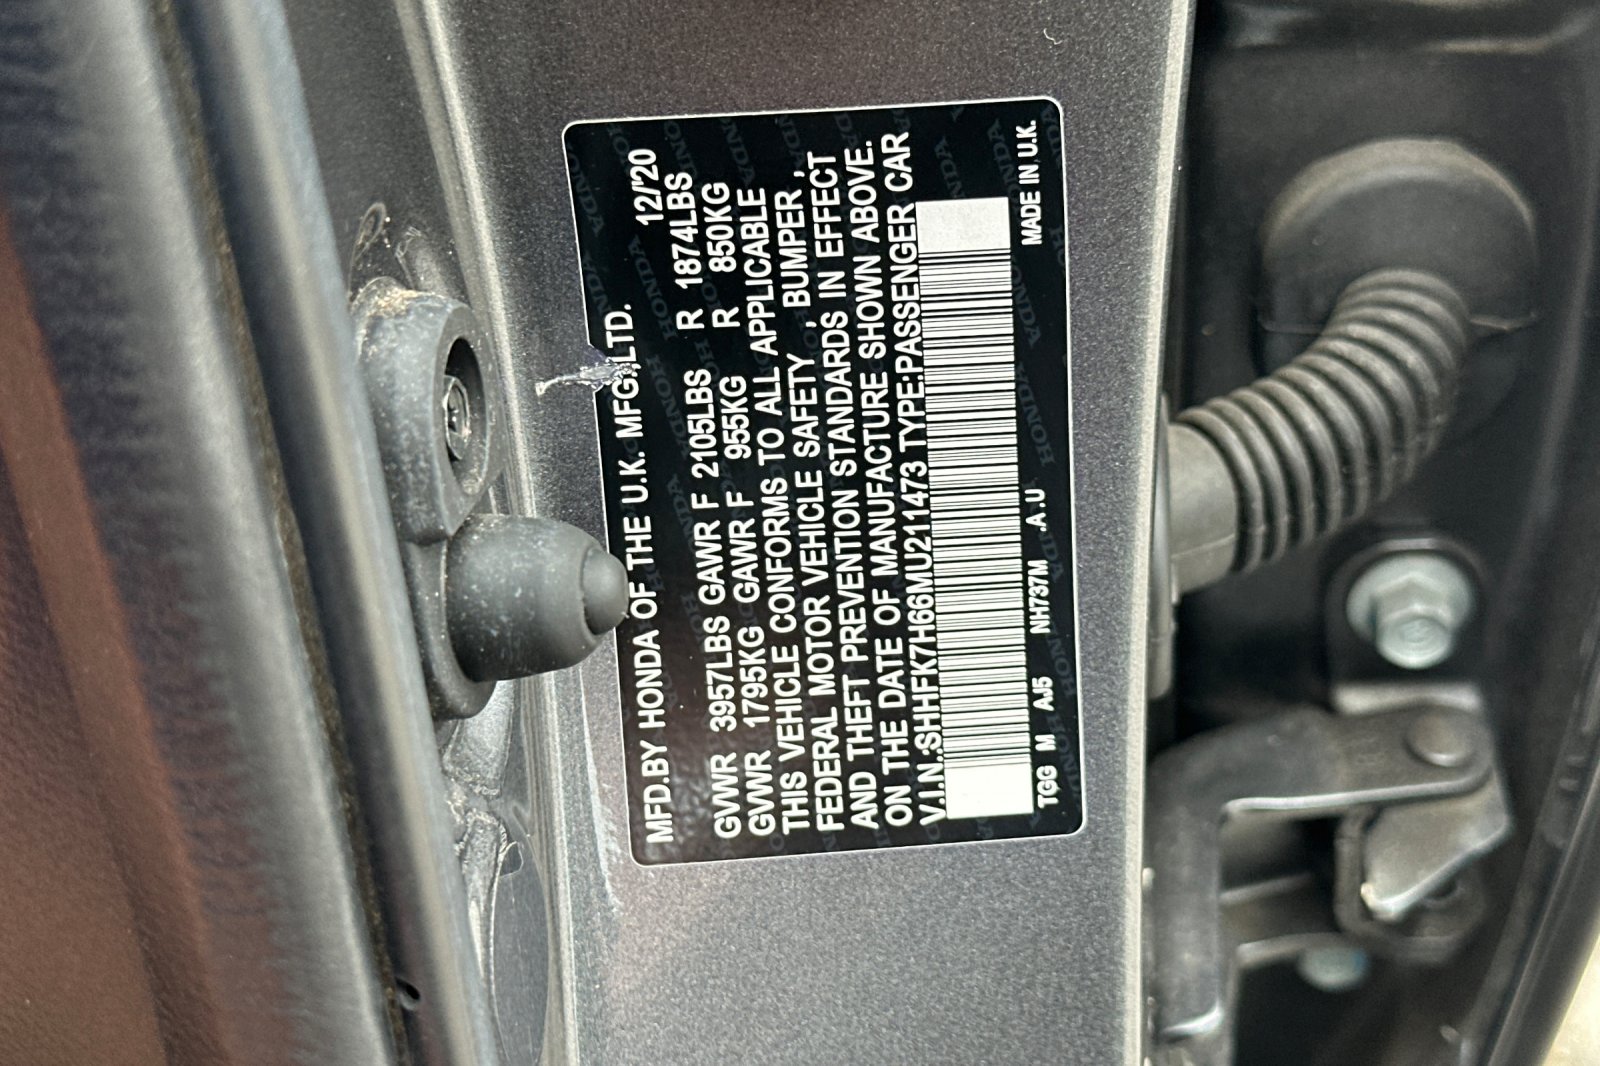 MFD.BY HONDA OF THE U.K. MFG.,LTD. 12/'20
GVWR 3957LBS GAWR F 2105LBS R 1874LBS
GVWR 1795KG GAWR F 955KG R 850KG
THIS VEHICLE CONFORMS TO ALL APPLICABLE
FEDERAL MOTOR VEHICLE SAFETY , BUMPER ,
AND THEFT PREVENTION STANDARDS IN EFFECT
ON THE DATE OF MANUFACTURE SHOWN ABOVE.
V.I.N.:SHHFK7H66MU211473 TYPE:PASSENGER CAR
TGG M AJ5 NH737M .A.U MADE IN U.K.